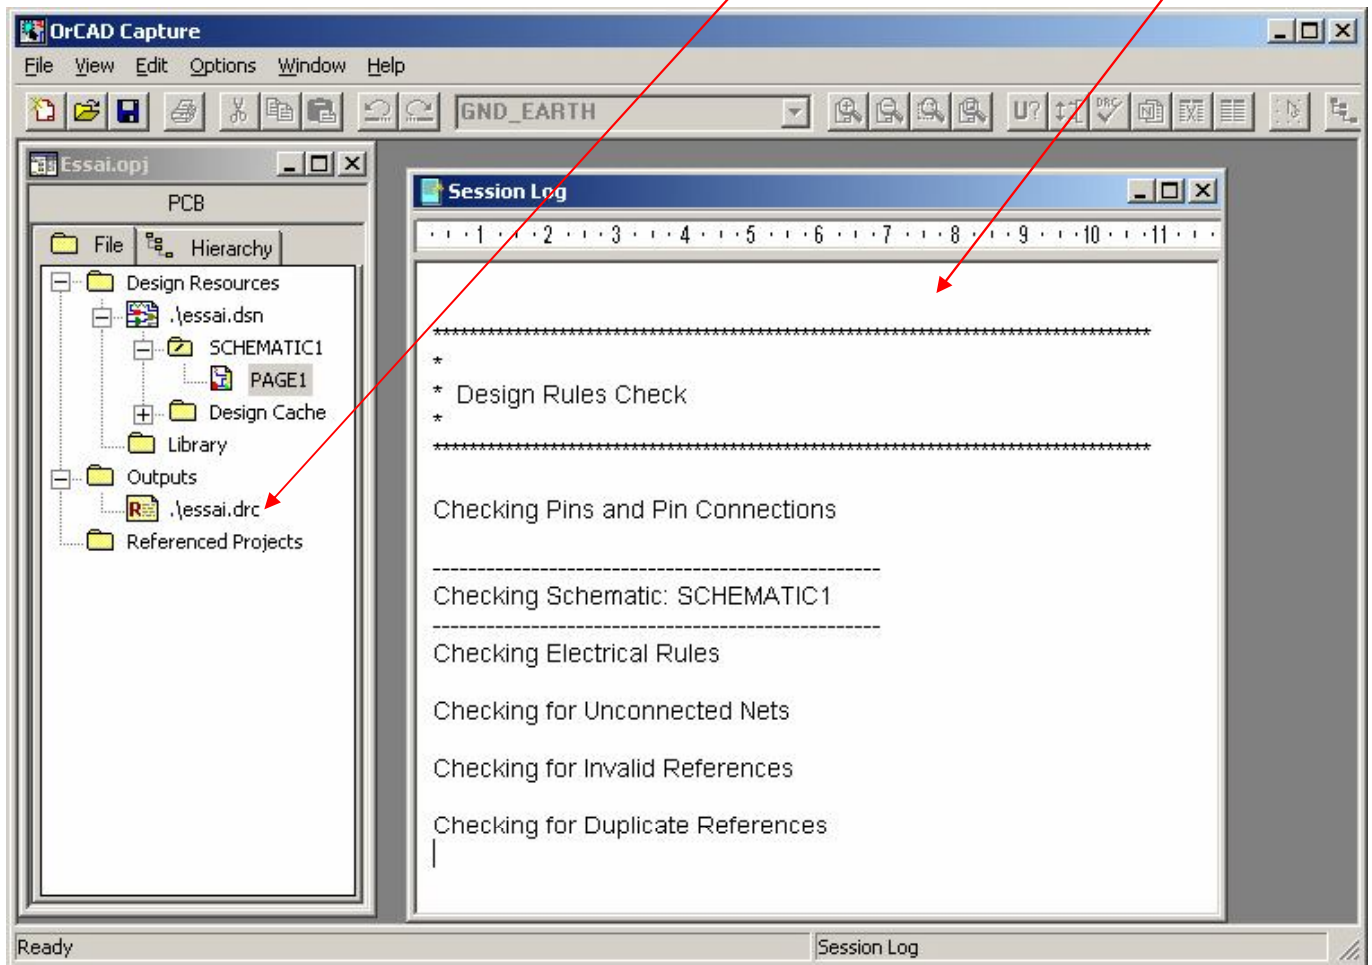 OrCAD Capture
File View Edit Options Window Help
GND_EARTH
U?
DRC
Essai.opj
PCB
File Hierarchy
Design Resources
.\essai.dsn
SCHEMATIC1
PAGE1
Design Cache
Library
Outputs
.\essai.drc
Referenced Projects
Session Log
1 2 3 4 5 6 7 8 9 10 11
********************************************************************************
*
* Design Rules Check
*
********************************************************************************
Checking Pins and Pin Connections
--------------------------------------------------
Checking Schematic: SCHEMATIC1
--------------------------------------------------
Checking Electrical Rules
Checking for Unconnected Nets
Checking for Invalid References
Checking for Duplicate References
Ready Session Log